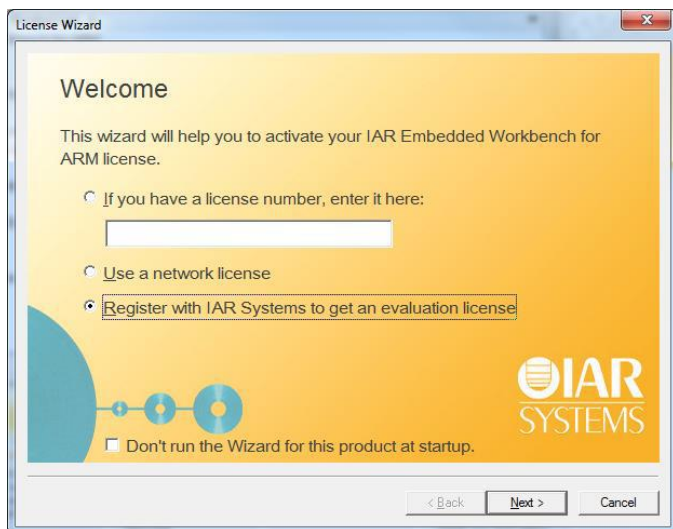 License Wizard
Welcome
This wizard will help you to activate your IAR Embedded Workbench for
ARM license.
If you have a license number, enter it here:
Use a network license
Register with IAR Systems to get an evaluation license
IAR
SYSTEMS
Don't run the Wizard for this product at startup.
< Back Next > Cancel